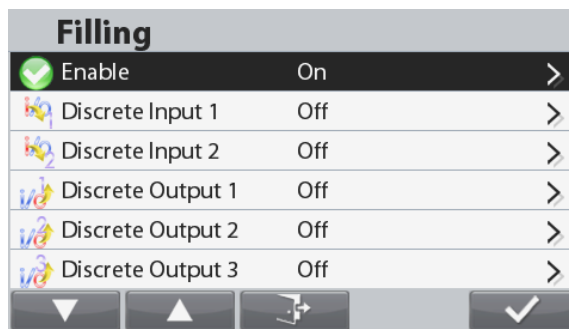 Filling
Enable On
Discrete Input 1 Off
Discrete Input 2 Off
Discrete Output 1 Off
Discrete Output 2 Off
Discrete Output 3 Off